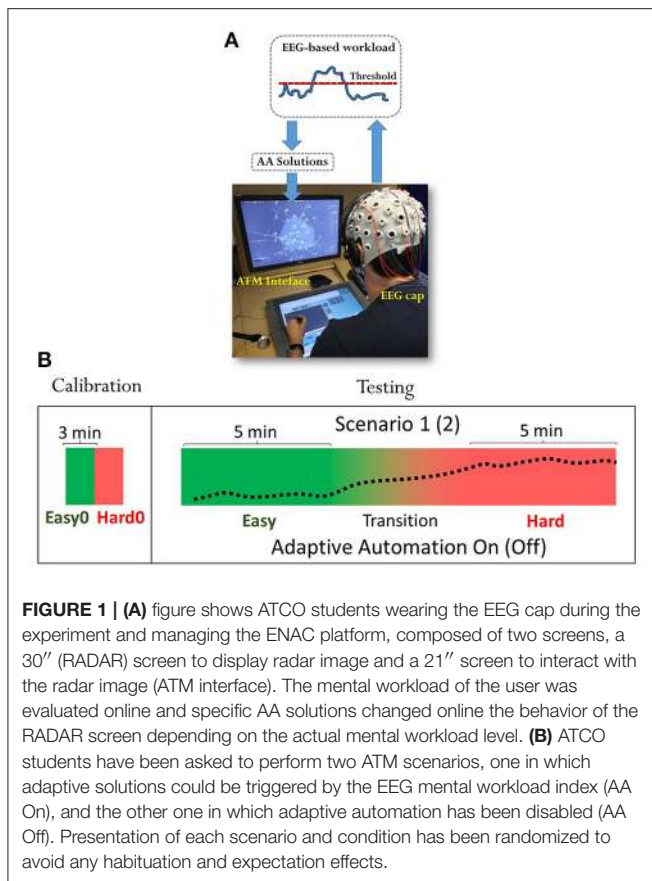 A
EEG-based workload
Threshold
AA Solutions
ATM Inteface
EEG cap
B
Calibration
Testing
3 min
Easy0 Hard0
Scenario 1 (2)
5 min
5 min
Easy
Transition
Hard
Adaptive Automation On (Off)
FIGURE 1 | (A) figure shows ATCO students wearing the EEG cap during the
experiment and managing the ENAC platform, composed of two screens, a
30″ (RADAR) screen to display radar image and a 21″ screen to interact with
the radar image (ATM interface). The mental workload of the user was
evaluated online and specific AA solutions changed online the behavior of the
RADAR screen depending on the actual mental workload level. (B) ATCO
students have been asked to perform two ATM scenarios, one in which
adaptive solutions could be triggered by the EEG mental workload index (AA
On), and the other one in which adaptive automation has been disabled (AA
Off). Presentation of each scenario and condition has been randomized to
avoid any habituation and expectation effects.